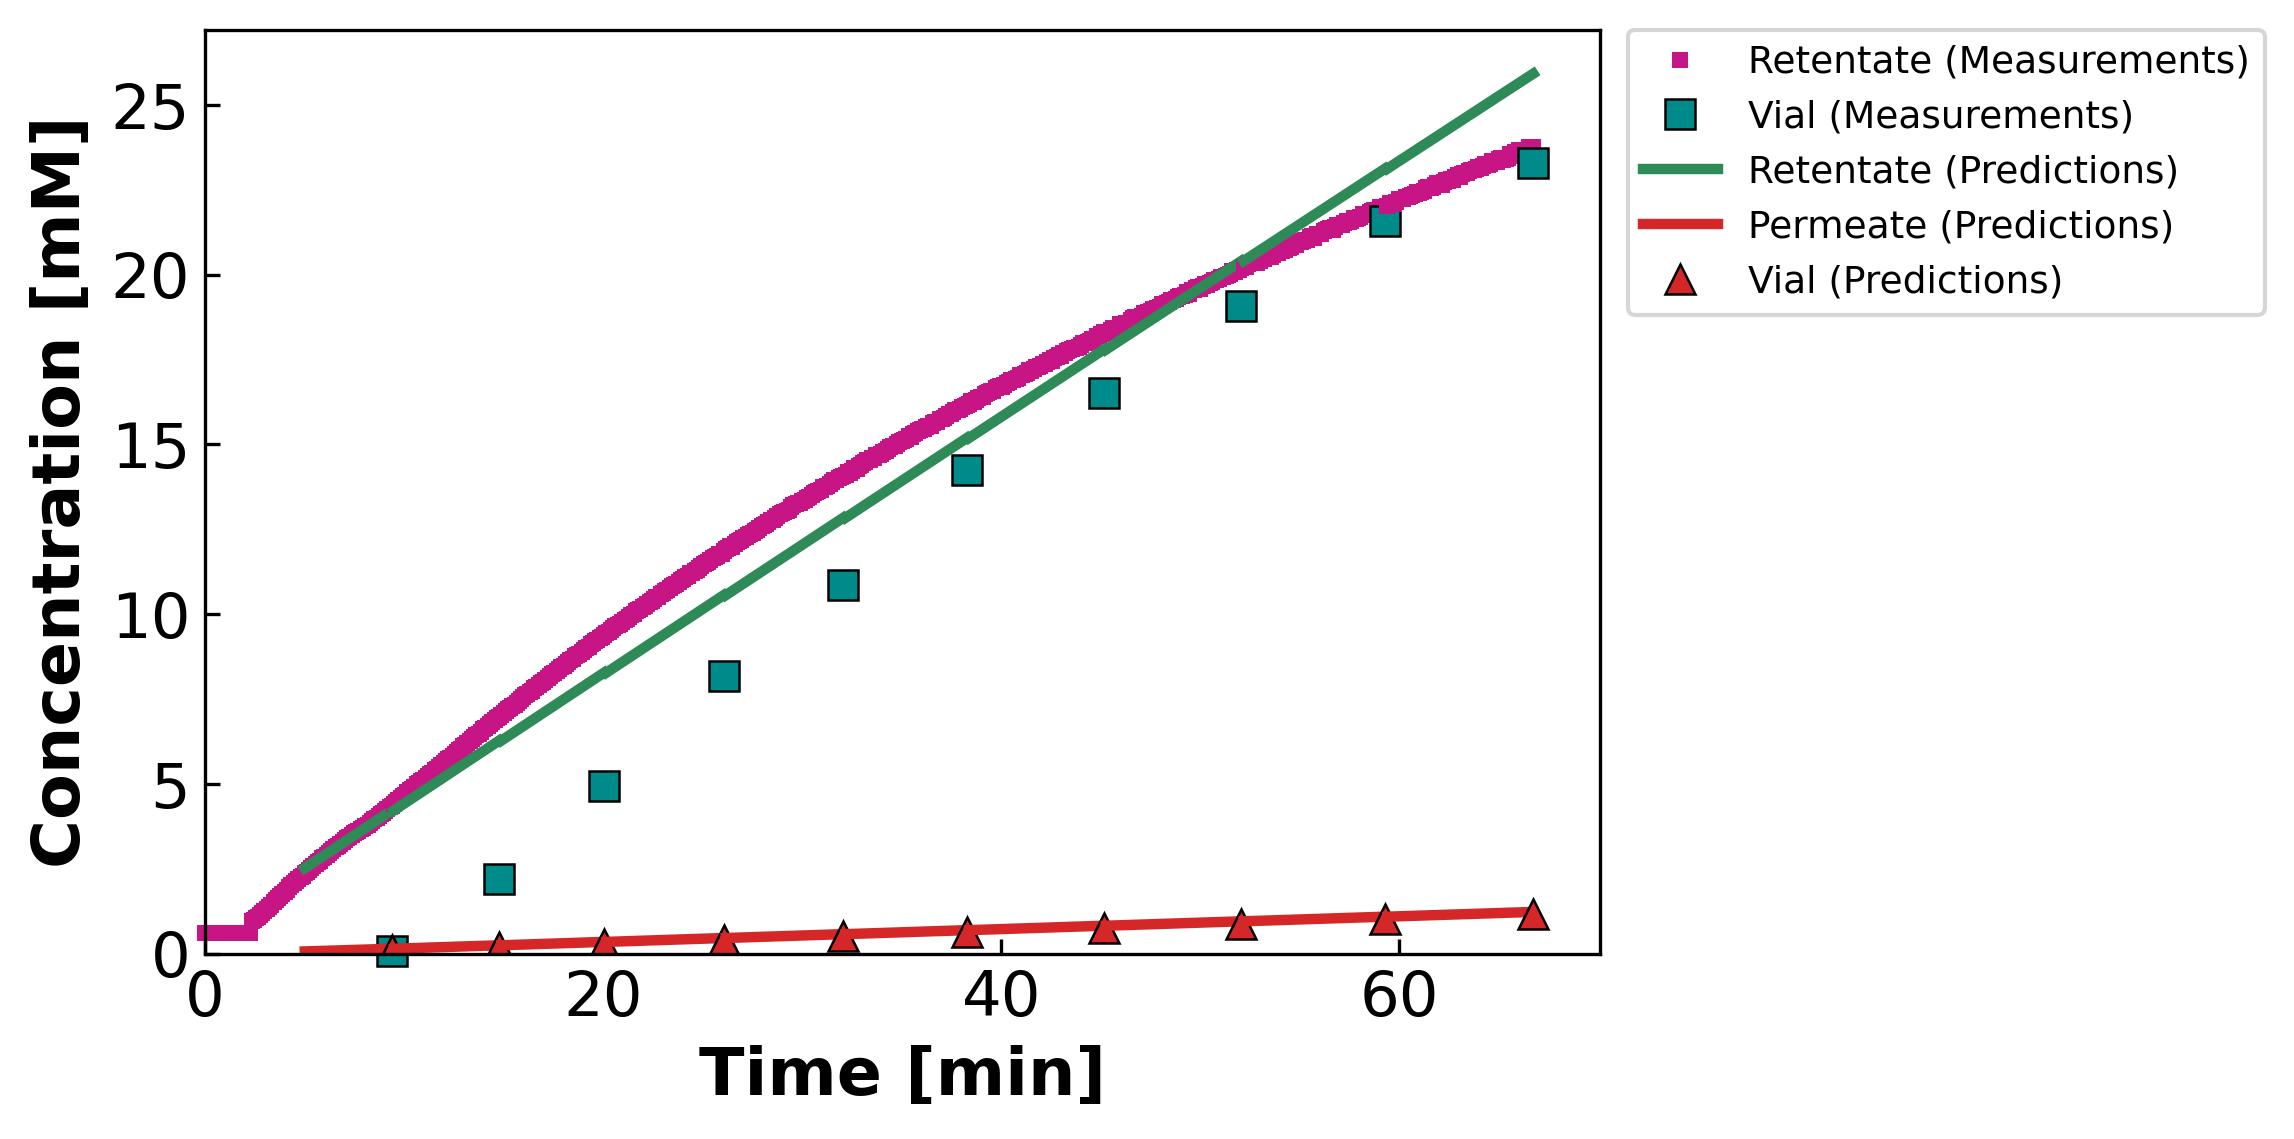 Concentration [mM]
25
20
15
10
5
0
0 20 40 60
Time [min]
Retentate (Measurements)
Vial (Measurements)
Retentate (Predictions)
Permeate (Predictions)
Vial (Predictions)